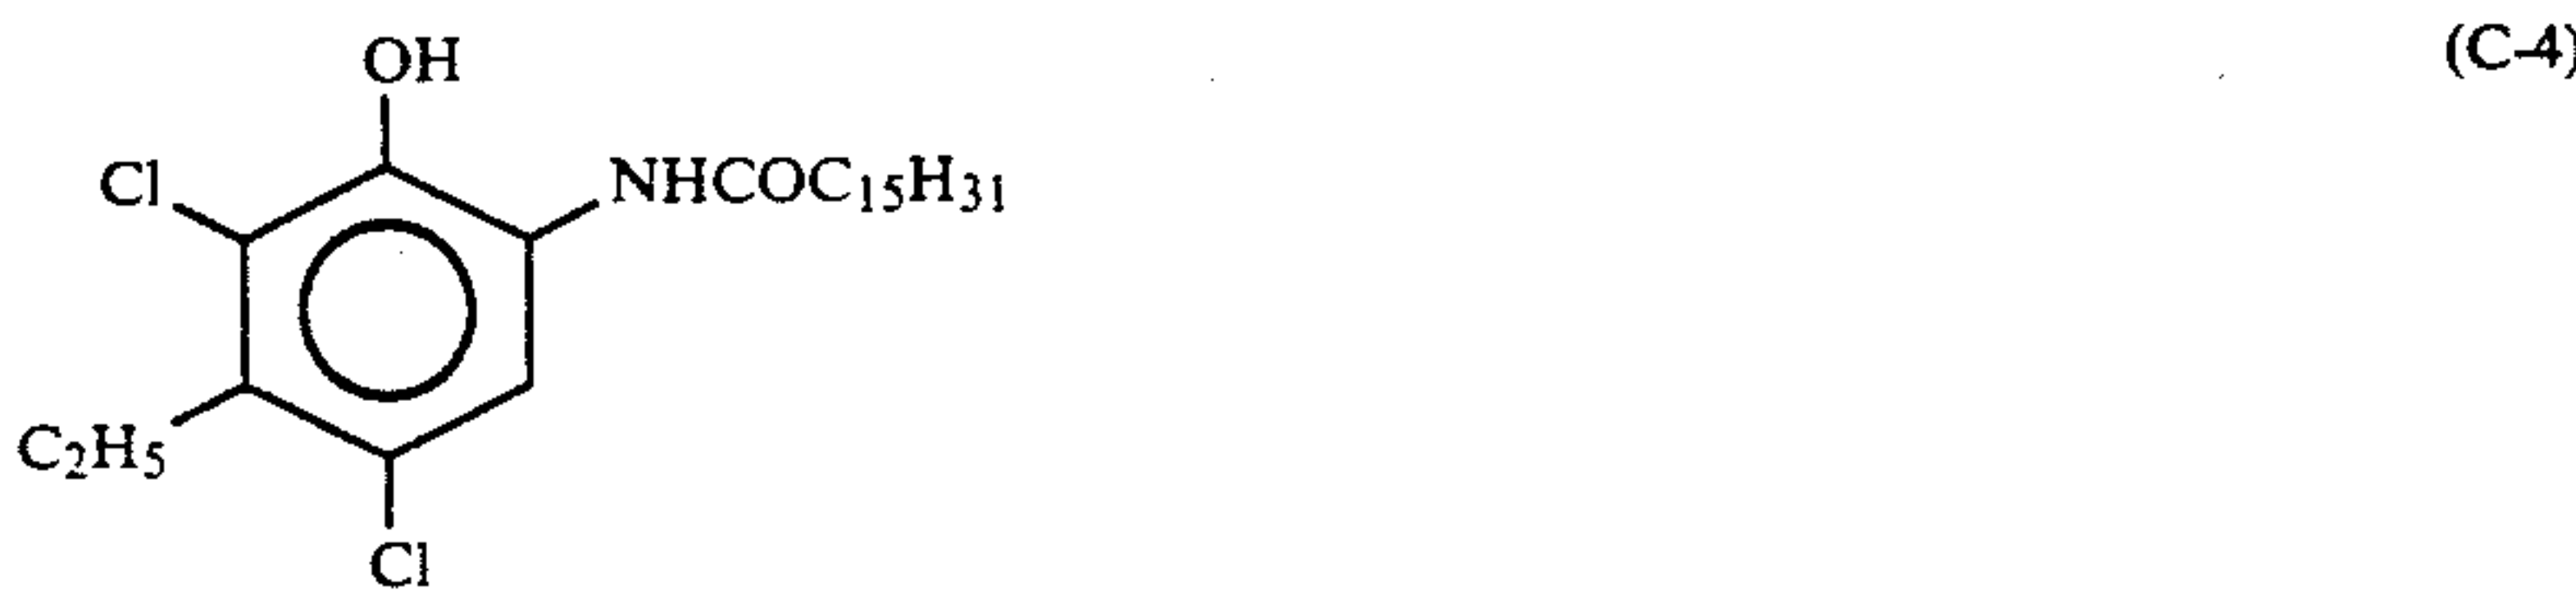 OH
(C-4)
Cl
NHCOC₁₅H₃₁
C₂H₅
Cl